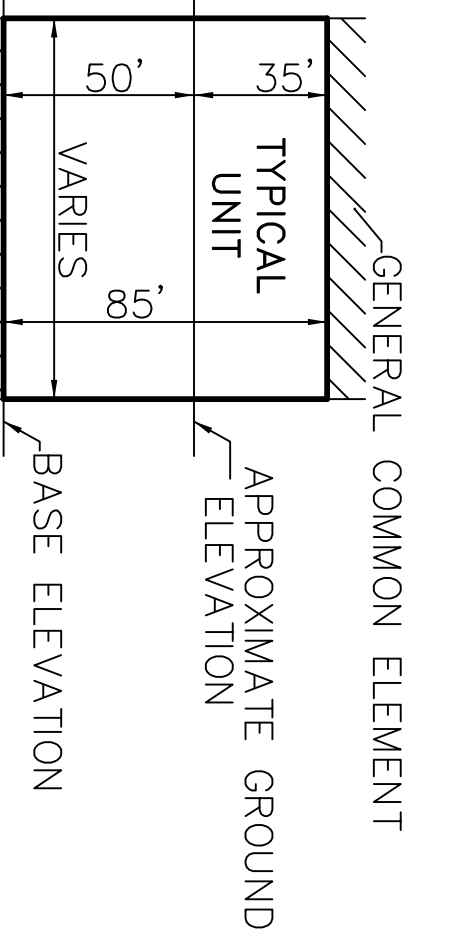 GENERAL COMMON ELEMENT
TYPICAL
UNIT
35'
50'
85'
VARIES
APPROXIMATE GROUND
ELEVATION
BASE ELEVATION